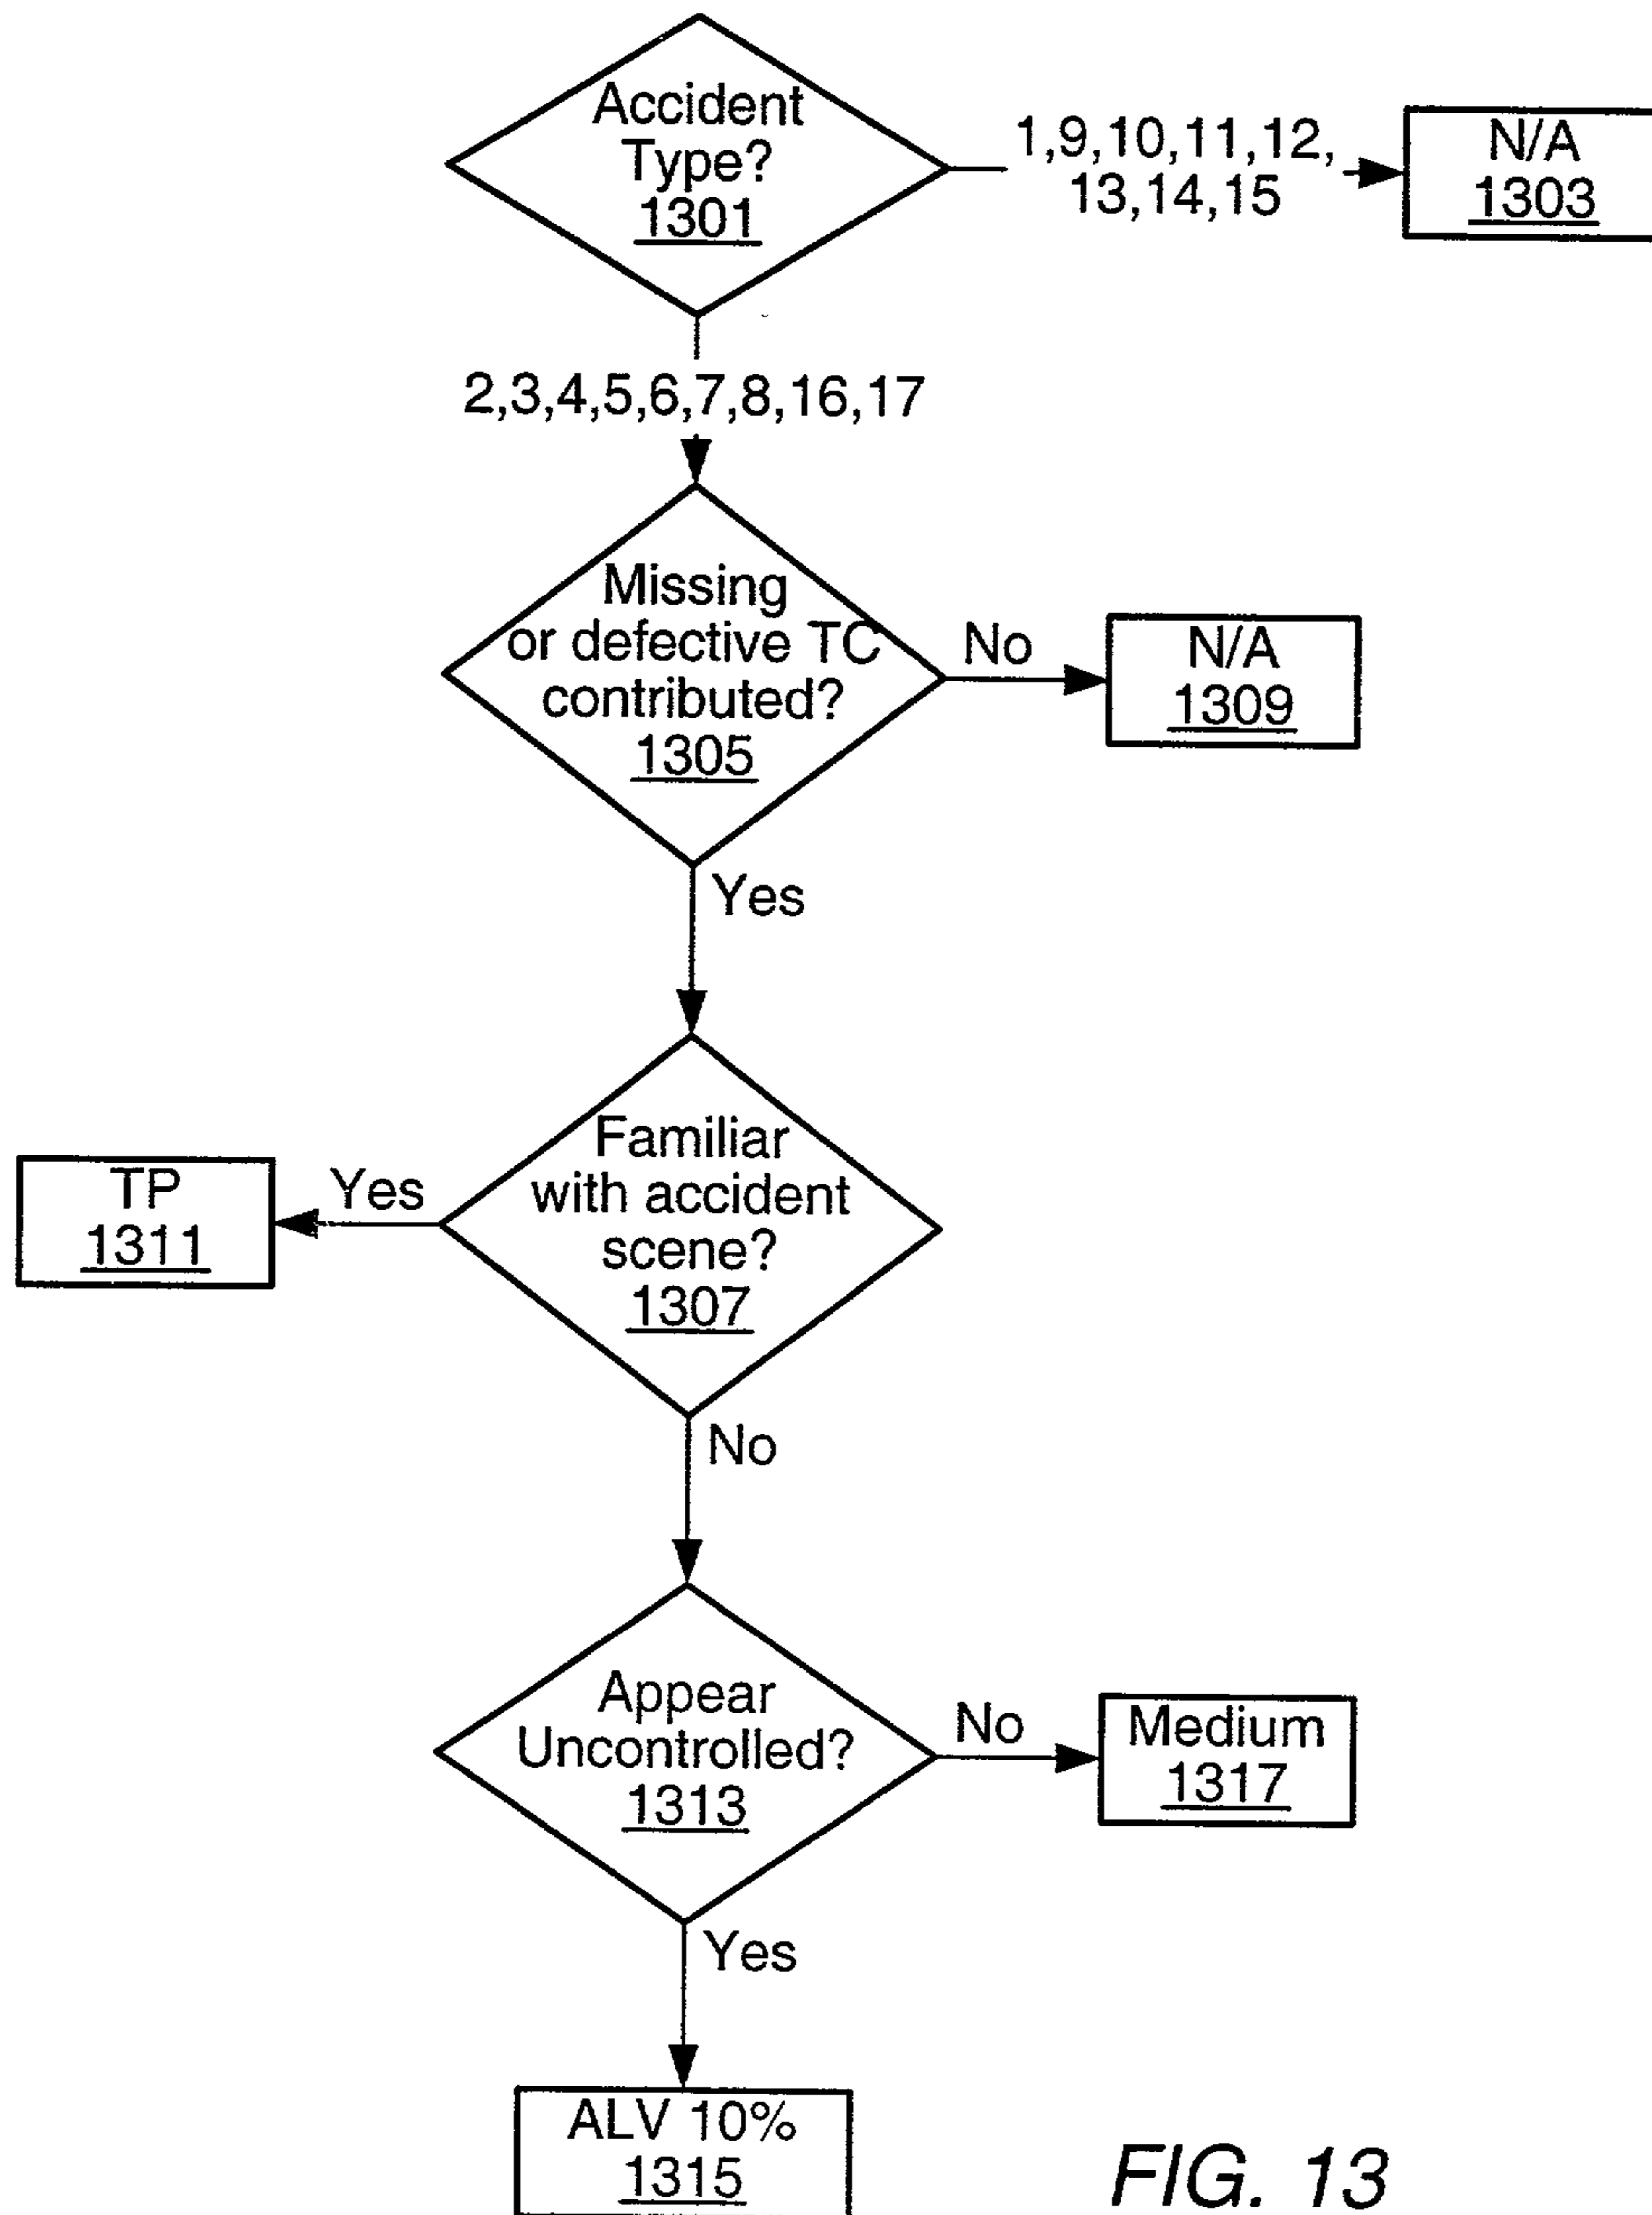 Accident
Type?
1301
1,9,10,11,12,
13,14,15
N/A
1303
2,3,4,5,6,7,8,16,17
Missing
or defective TC
contributed?
1305
No
N/A
1309
Yes
Familiar
with accident
scene?
1307
Yes
TP
1311
No
Appear
Uncontrolled?
1313
No
Medium
1317
Yes
ALV 10%
1315
FIG. 13